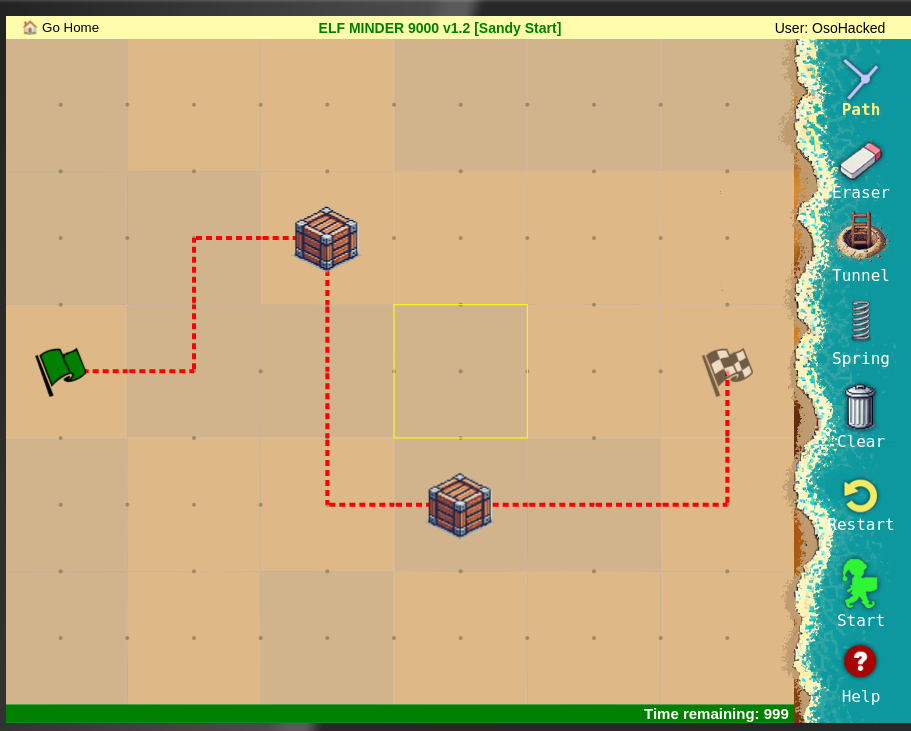 Go Home
ELF MINDER 9000 v1.2 [Sandy Start]
User: OsoHacked
Path
Eraser
Tunnel
Spring
Clear
Restart
Start
?
Help
Time remaining: 999